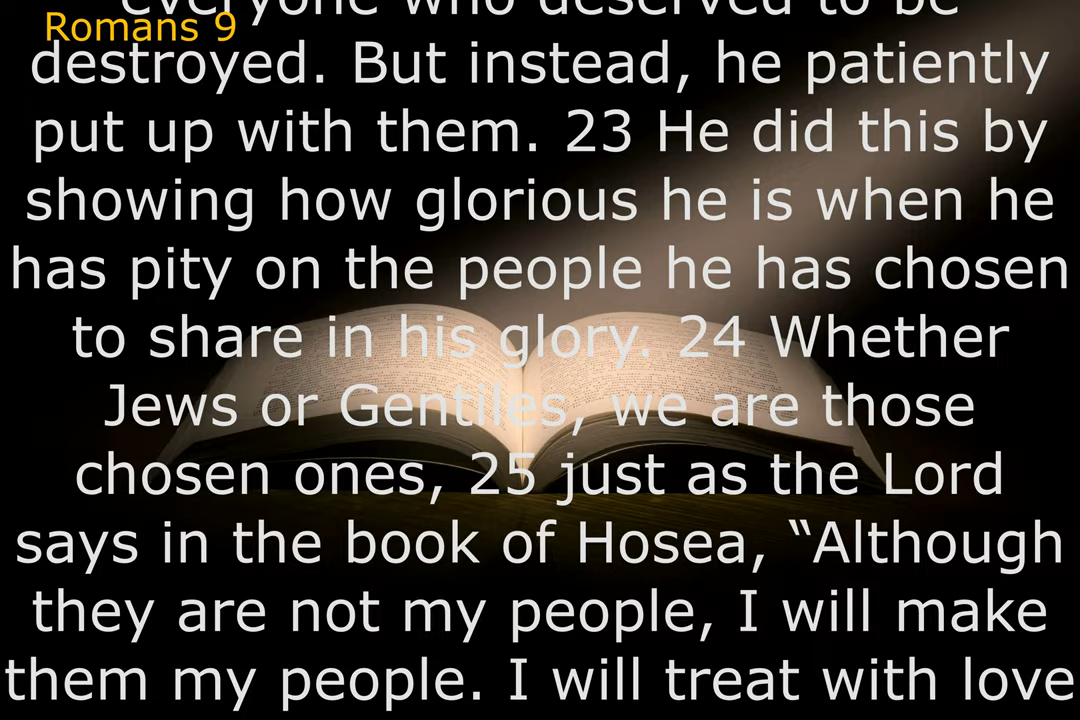 everyone who deserved to be
Romans 9
destroyed. But instead, he patiently
put up with them. 23 He did this by
showing how glorious he is when he
has pity on the people he has chosen
to share in his glory. 24 Whether
Jews or Gentiles, we are those
chosen ones, 25 just as the Lord
says in the book of Hosea, “Although
they are not my people, I will make
them my people. I will treat with love